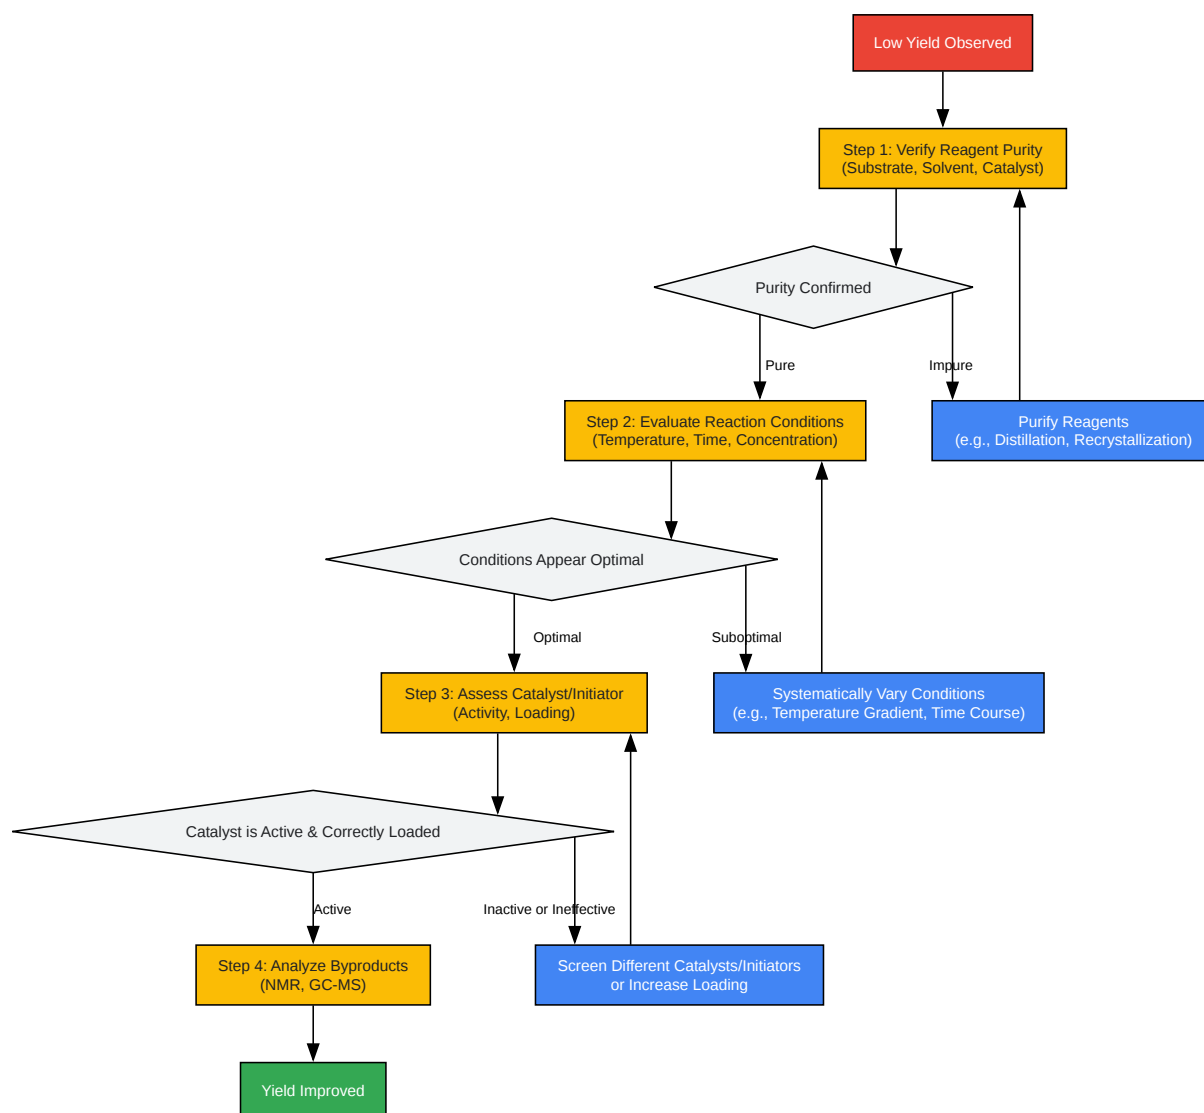 Low Yield Observed
Step 1: Verify Reagent Purity
(Substrate, Solvent, Catalyst)
Purity Confirmed
Pure
Impure
Step 2: Evaluate Reaction Conditions
(Temperature, Time, Concentration)
Purify Reagents
(e.g., Distillation, Recrystallization)
Conditions Appear Optimal
Optimal
Suboptimal
Step 3: Assess Catalyst/Initiator
(Activity, Loading)
Systematically Vary Conditions
(e.g., Temperature Gradient, Time Course)
Catalyst is Active & Correctly Loaded
Active
Inactive or Ineffective
Step 4: Analyze Byproducts
(NMR, GC-MS)
Screen Different Catalysts/Initiators
or Increase Loading
Yield Improved